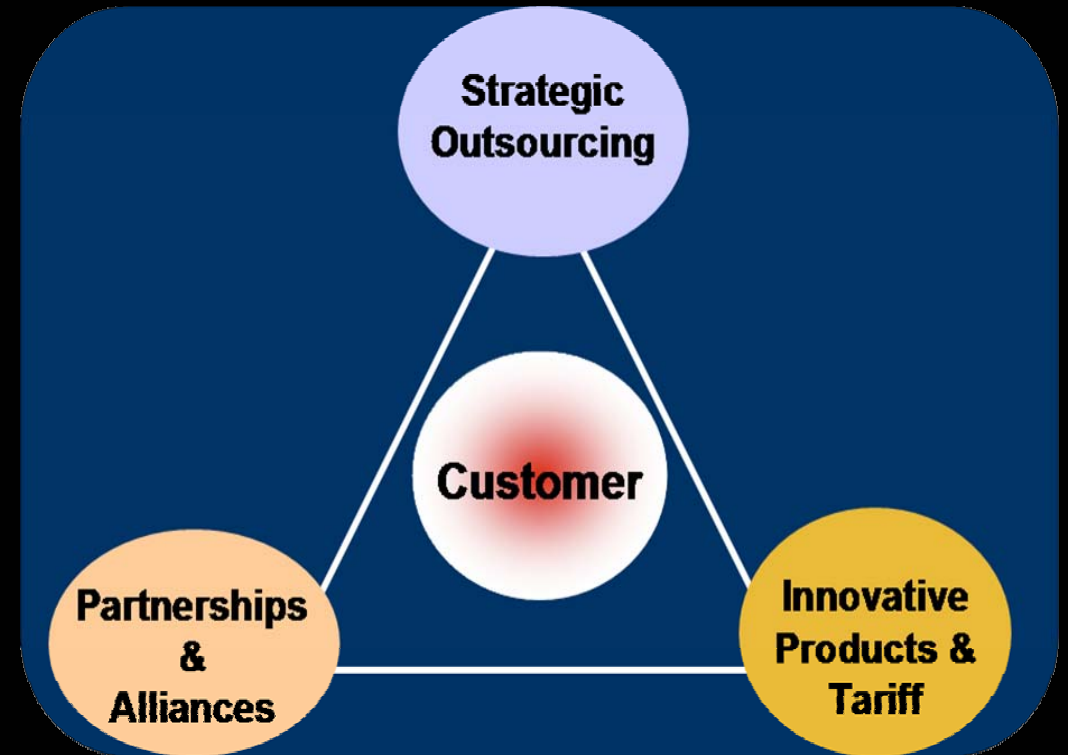 Strategic
Outsourcing
Customer
Partnerships
&
Alliances
Innovative
Products &
Tariff